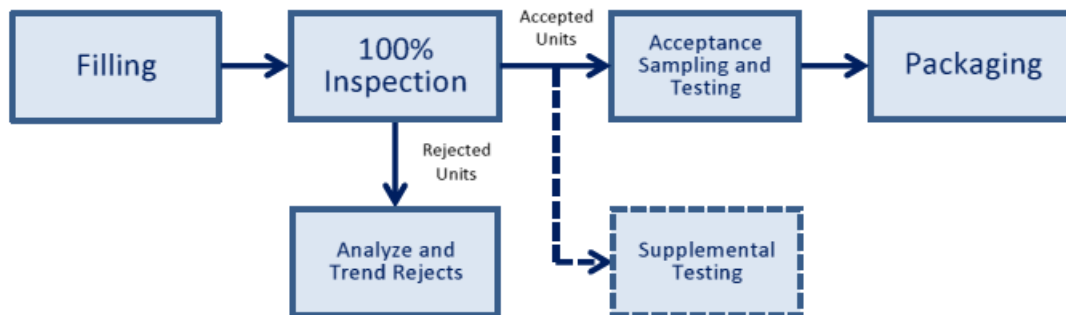 Filling
100%
Inspection
Accepted
Units
Acceptance
Sampling and
Testing
Packaging
Rejected
Units
Analyze and
Trend Rejects
Supplemental
Testing